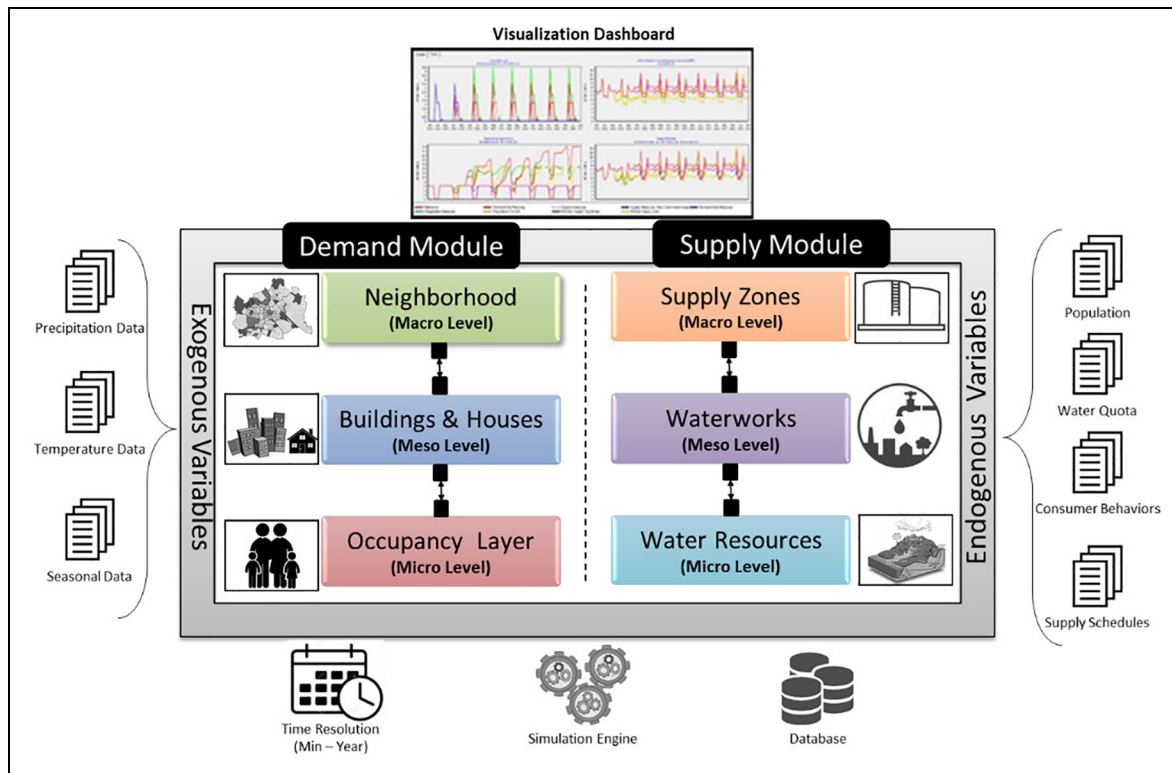 Visualization Dashboard
Demand Module
Supply Module
Exogenous Variables
Precipitation Data
Temperature Data
Seasonal Data
Neighborhood
(Macro Level)
Buildings & Houses
(Meso Level)
Occupancy Layer
(Micro Level)
Supply Zones
(Macro Level)
Waterworks
(Meso Level)
Water Resources
(Micro Level)
Endogenous Variables
Population
Water Quota
Consumer Behaviors
Supply Schedules
Time Resolution
(Min – Year)
Simulation Engine
Database